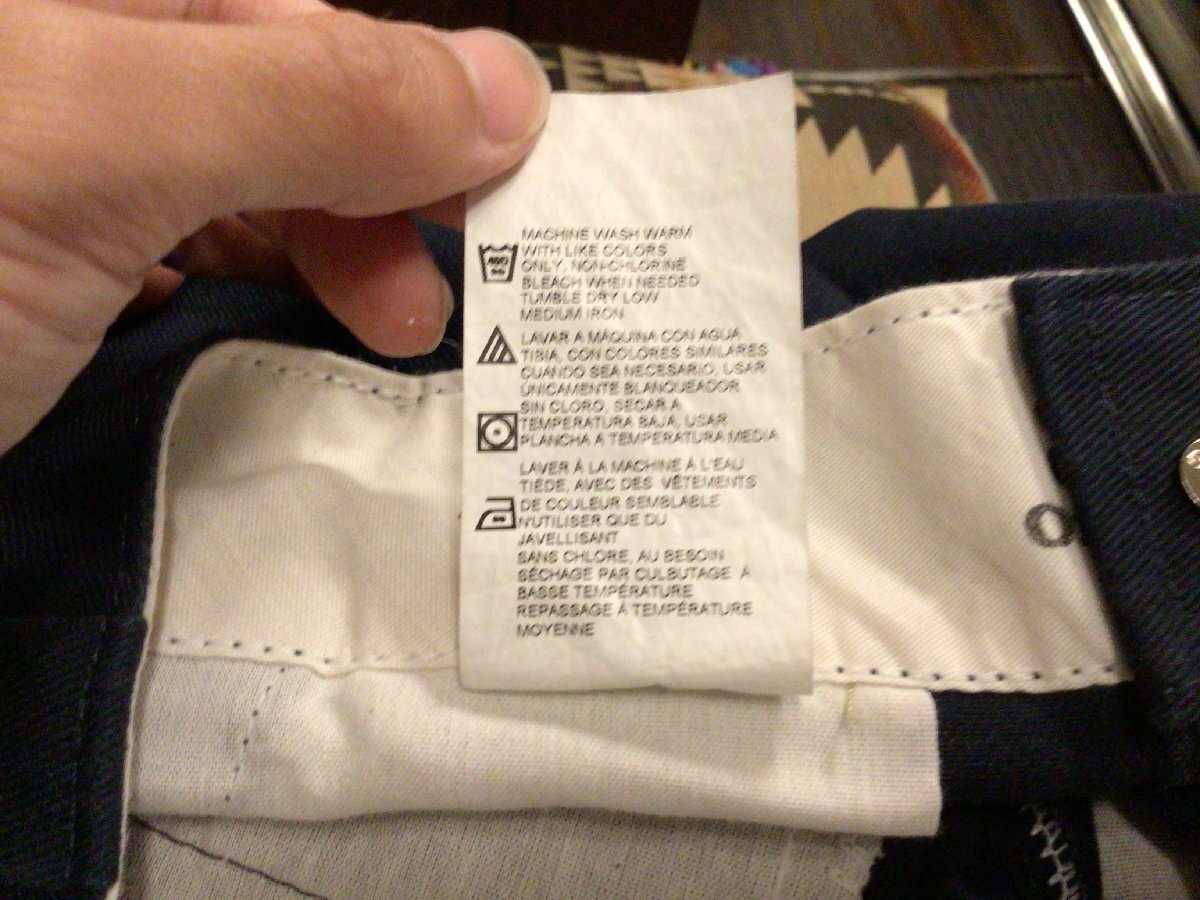 MACHINE WASH WARM
WITH LIKE COLORS
ONLY, NON-CHLORINE
BLEACH WHEN NEEDED
TUMBLE DRY LOW
MEDIUM IRON
LAVAR A MÁQUINA CON AGUA
TIBIA, CON COLORES SIMILARES
CUANDO SEA NECESARIO, USAR
ÚNICAMENTE BLANQUEADOR
SIN CLORO, SECAR A
TEMPERATURA BAJA, USAR
PLANCHA A TEMPERATURA MEDIA
LAVER À LA MACHINE À L'EAU
TIÈDE, AVEC DES VÊTEMENTS
DE COULEUR SEMBLABLE
N'UTILISER QUE DU
JAVELLISANT
SANS CHLORE, AU BESOIN
SÉCHAGE PAR CULBUTAGE À
BASSE TEMPÉRATURE
REPASSAGE À TEMPÉRATURE
MOYENNE